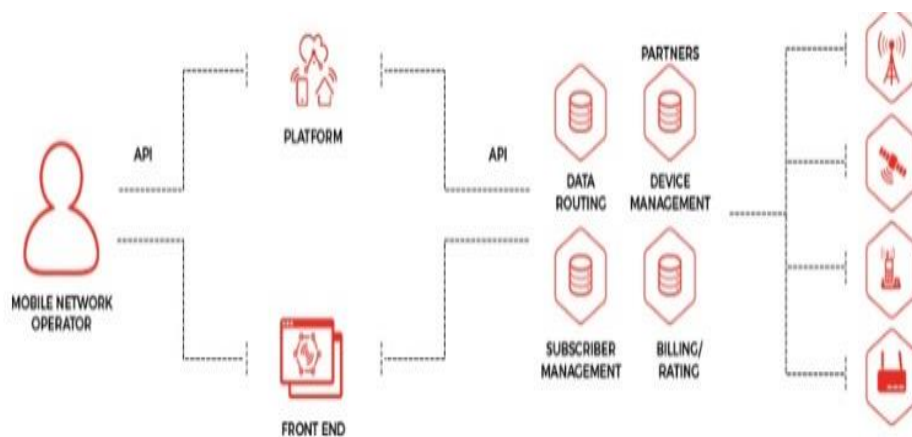 PARTNERS
API
PLATFORM
API
DATA
ROUTING
DEVICE
MANAGEMENT
MOBILE NETWORK
OPERATOR
SUBSCRIBER
MANAGEMENT
BILLING/
RATING
FRONT END